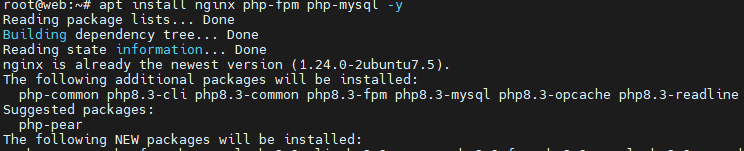 root@web:~# apt install nginx php-fpm php-mysql -y
Reading package lists... Done
Building dependency tree... Done
Reading state information... Done
nginx is already the newest version (1.24.0-2ubuntu7.5).
The following additional packages will be installed:
  php-common php8.3-cli php8.3-common php8.3-fpm php8.3-mysql php8.3-opcache php8.3-readline
Suggested packages:
  php-pear
The following NEW packages will be installed: